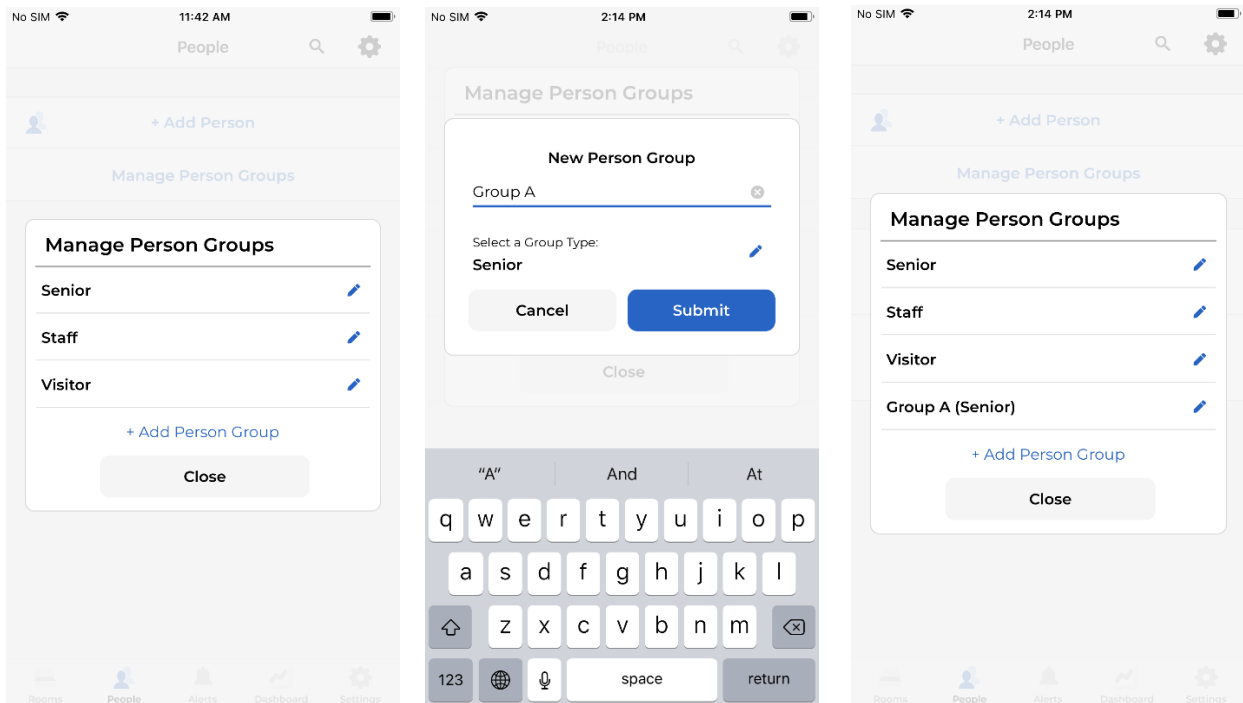 No SIM 11:42 AM
People
+ Add Person
Manage Person Groups
Manage Person Groups
Senior
Staff
Visitor
+ Add Person Group
Close
Rooms People Alerts Dashboard Settings
No SIM 2:14 PM
People
Manage Person Groups
New Person Group
Group A
Select a Group Type:
Senior
Cancel Submit
Close
“A” And At
q w e r t y u i o p
a s d f g h j k l
z x c v b n m
123 space return
No SIM 2:14 PM
People
+ Add Person
Manage Person Groups
Manage Person Groups
Senior
Staff
Visitor
Group A (Senior)
+ Add Person Group
Close
Rooms People Alerts Dashboard Settings